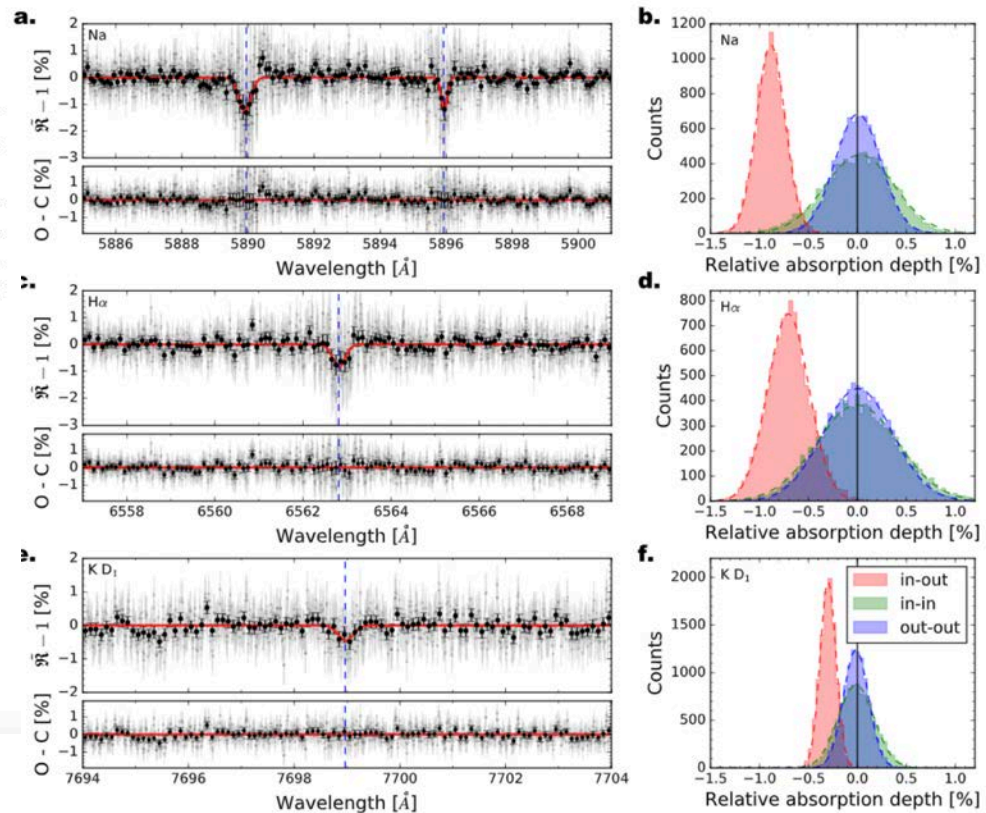 a.
Na
2
1
0
−1
−2
−3
ℜ̃ − 1 [%]
1
0
−1
O - C [%]
5886 5888 5890 5892 5894 5896 5898 5900
Wavelength [Å]
b.
Na
1200
1000
800
600
400
200
0
Counts
−1.5 −1.0 −0.5 0.0 0.5 1.0
Relative absorption depth [%]
c.
Hα
2
1
0
−1
−2
−3
ℜ̃ − 1 [%]
1
0
−1
O - C [%]
6558 6560 6562 6564 6566 6568
Wavelength [Å]
d.
Hα
800
700
600
500
400
300
200
100
0
Counts
−1.5 −1.0 −0.5 0.0 0.5 1.0
Relative absorption depth [%]
e.
K D₁
2
1
0
−1
2
ℜ̃ − 1 [%]
1
0
−1
O - C [%]
7694 7696 7698 7700 7702 7704
Wavelength [Å]
f.
K D₁
in-out
in-in
out-out
2000
1500
1000
500
0
Counts
−1.5 −1.0 −0.5 0.0 0.5 1.0
Relative absorption depth [%]